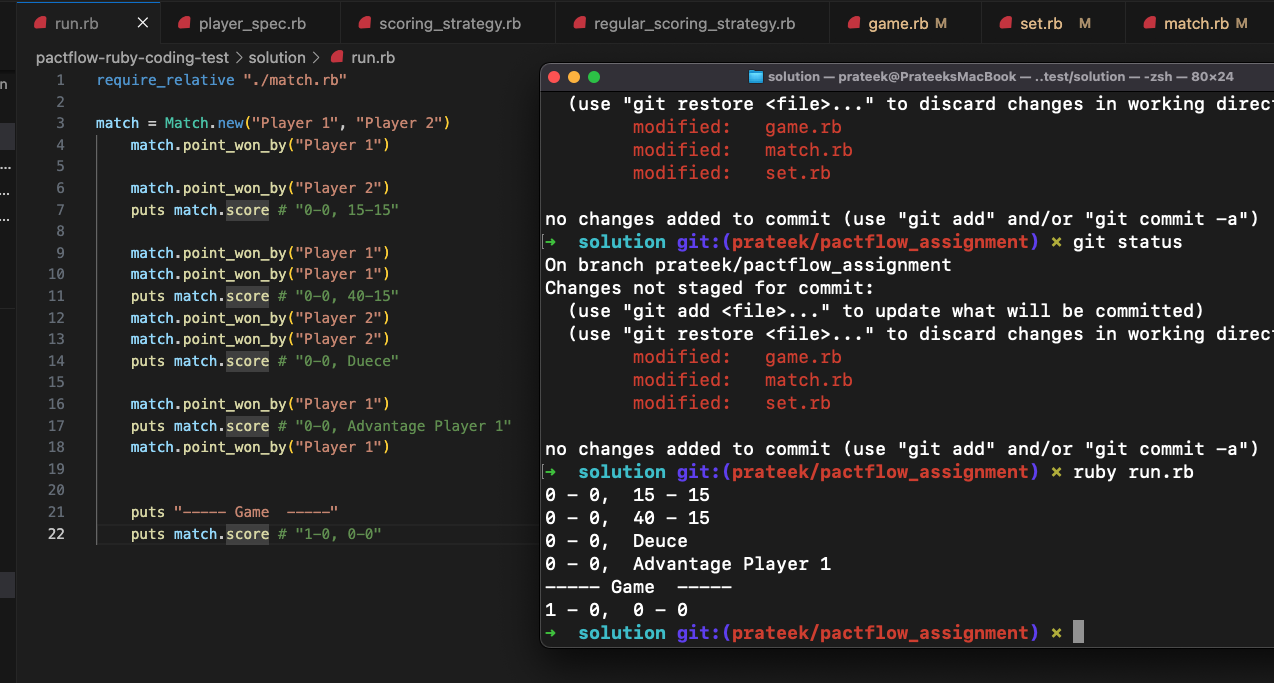 run.rb × player_spec.rb scoring_strategy.rb regular_scoring_strategy.rb game.rb M set.rb M match.rb M
pactflow-ruby-coding-test > solution > run.rb
1 require_relative "./match.rb"
2
3 match = Match.new("Player 1", "Player 2")
4 match.point_won_by("Player 1")
5
6 match.point_won_by("Player 2")
7 puts match.score # "0-0, 15-15"
8
9 match.point_won_by("Player 1")
10 match.point_won_by("Player 1")
11 puts match.score # "0-0, 40-15"
12 match.point_won_by("Player 2")
13 match.point_won_by("Player 2")
14 puts match.score # "0-0, Duece"
15
16 match.point_won_by("Player 1")
17 puts match.score # "0-0, Advantage Player 1"
18 match.point_won_by("Player 1")
19
20
21 puts "----- Game  -----"
22 puts match.score # "1-0, 0-0"
solution — prateek@PrateeksMacBook — ..test/solution — -zsh — 80×24
(use "git restore <file>..." to discard changes in working direc
modified:   game.rb
modified:   match.rb
modified:   set.rb
no changes added to commit (use "git add" and/or "git commit -a")
[➜  solution git:(prateek/pactflow_assignment) × git status
On branch prateek/pactflow_assignment
Changes not staged for commit:
(use "git add <file>..." to update what will be committed)
(use "git restore <file>..." to discard changes in working direct
modified:   game.rb
modified:   match.rb
modified:   set.rb
no changes added to commit (use "git add" and/or "git commit -a")
[➜  solution git:(prateek/pactflow_assignment) × ruby run.rb
0 - 0,  15 - 15
0 - 0,  40 - 15
0 - 0,  Deuce
0 - 0,  Advantage Player 1
----- Game  -----
1 - 0,  0 - 0
➜  solution git:(prateek/pactflow_assignment) ×